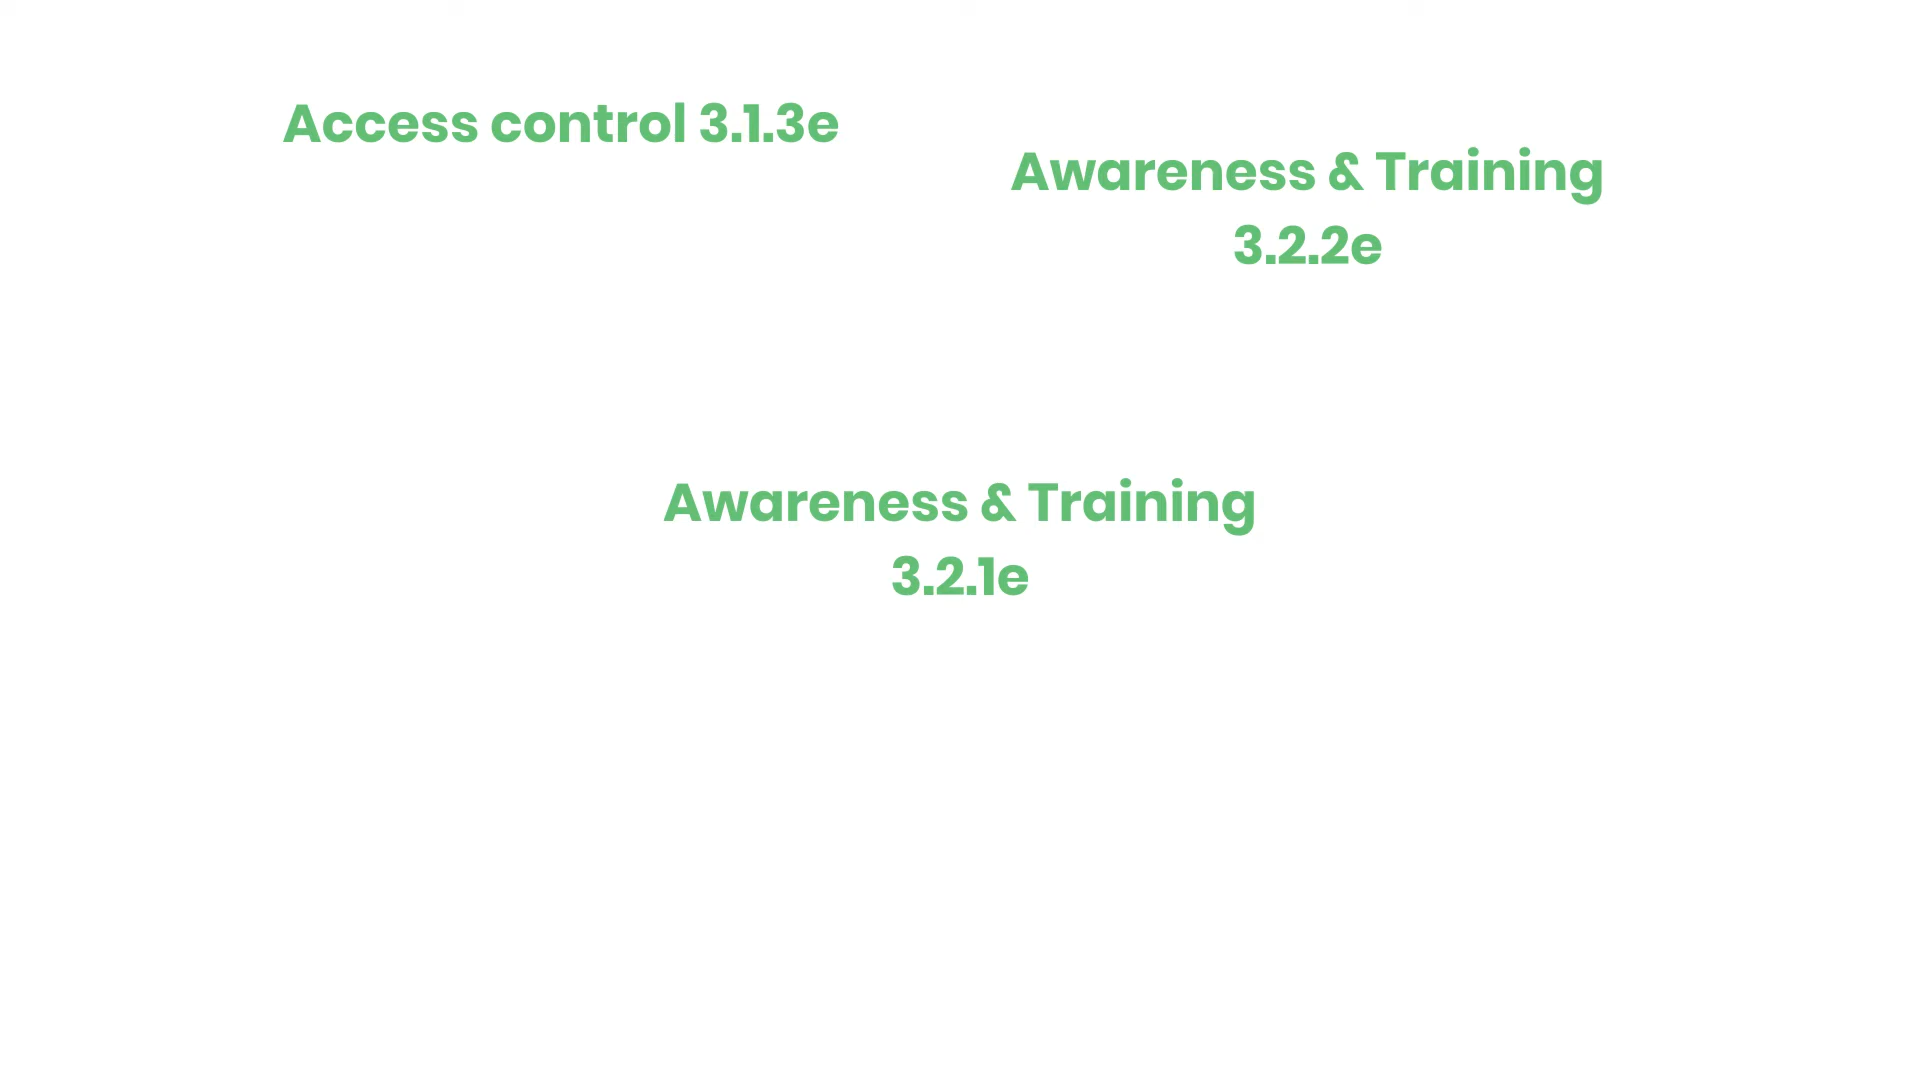 Access control 3.1.3e
Awareness & Training
3.2.2e
Awareness & Training
3.2.1e